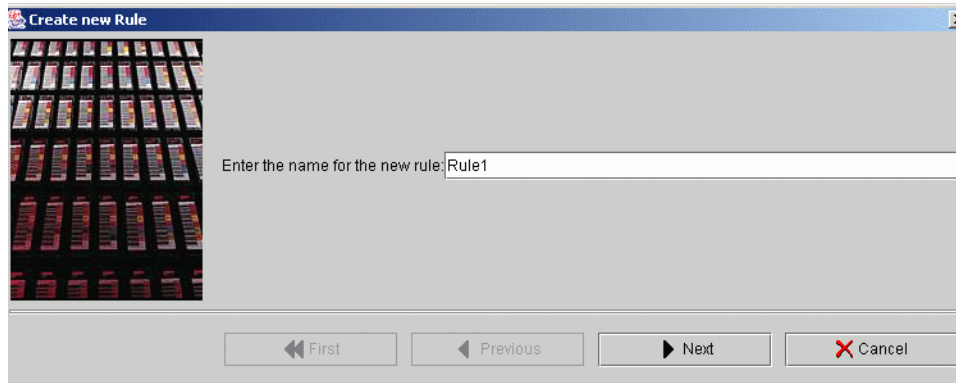 Create new Rule
Enter the name for the new rule: Rule1
First Previous Next Cancel